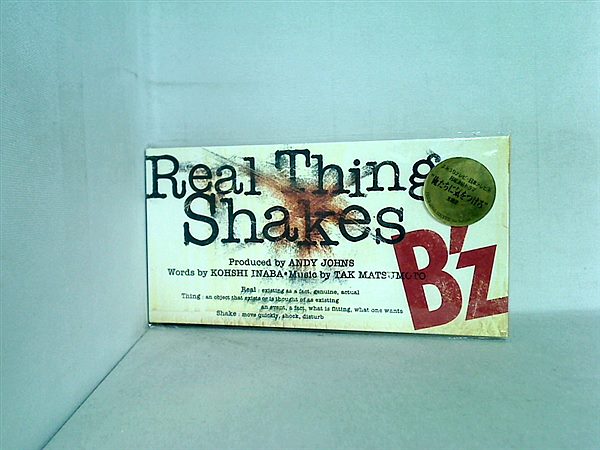 Real Thing
Shakes
B'z
Produced by ANDY JOHNS
Words by KOHSHI INABA • Music by TAK MATSUMOTO
Real : existing as a fact, genuine, actual
Thing : an object that exists or is thought of as existing
an event, a fact, what is fitting, what one wants
Shake : move quickly, shock, disturb